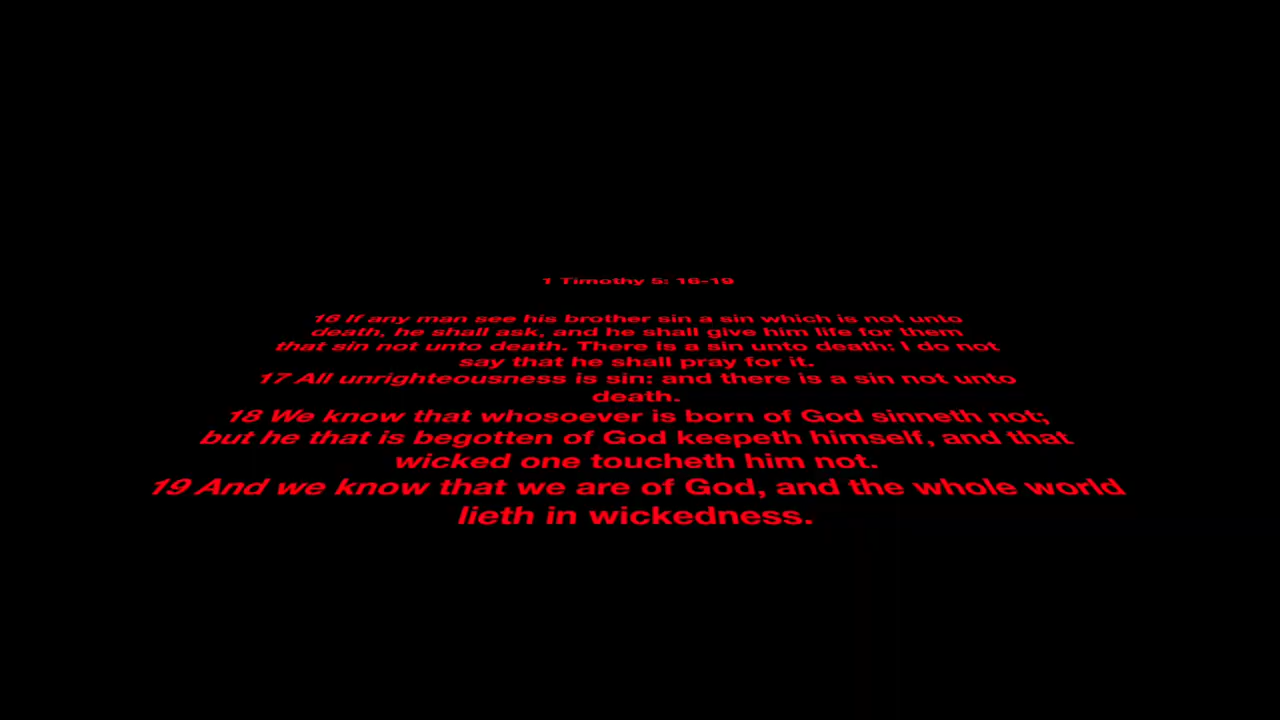 1 Timothy 5: 16-19
16 If any man see his brother sin a sin which is not unto
death, he shall ask, and he shall give him life for them
that sin not unto death. There is a sin unto death: I do not
say that he shall pray for it.
17 All unrighteousness is sin: and there is a sin not unto
death.
18 We know that whosoever is born of God sinneth not;
but he that is begotten of God keepeth himself, and that
wicked one toucheth him not.
19 And we know that we are of God, and the whole world
lieth in wickedness.